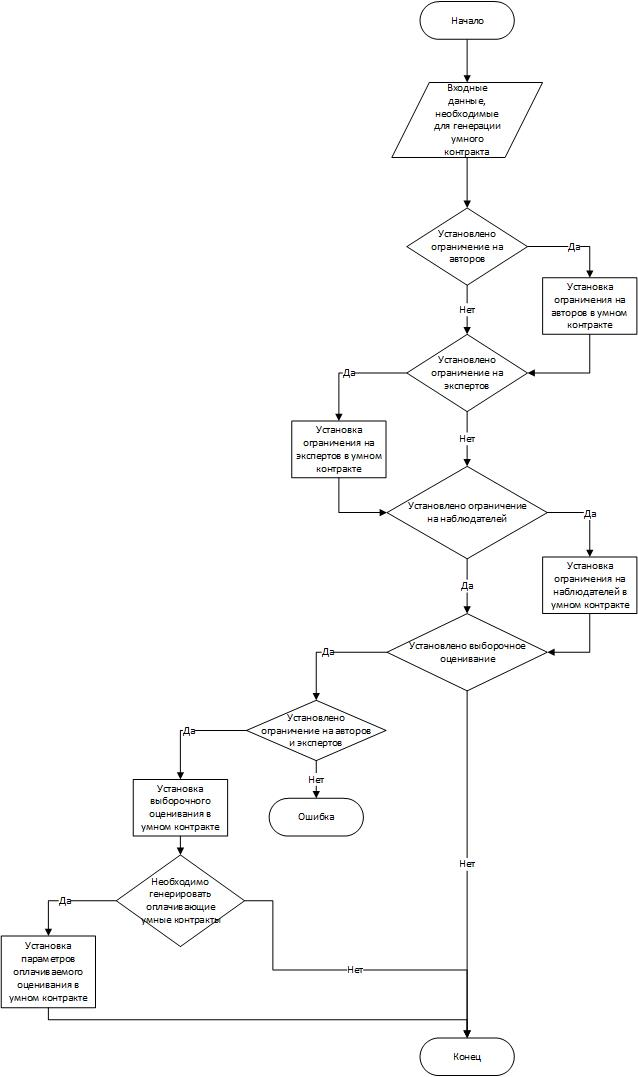 Начало
Входные
данные,
необходимые
для генерации
умного
контракта
Установлено
ограничение на
авторов
Да
Установка
ограничения на
авторов в умном
контракте
Нет
Установлено
ограничение на
экспертов
Да
Установка
ограничения на
экспертов в умном
контракте
Нет
Установлено ограничение
на наблюдателей
Да
Установка
ограничения на
наблюдателей в
умном контракте
Да
Установлено выборочное
оценивание
Да
Установлено
ограничение на авторов
и экспертов
Да
Нет
Ошибка
Установка
выборочного
оценивания в
умном контракте
Нет
Необходимо
генерировать
оплачивающие
умные контракты
Да
Установка
параметров
оплачиваемого
оценивания в
умном контракте
Нет
Конец